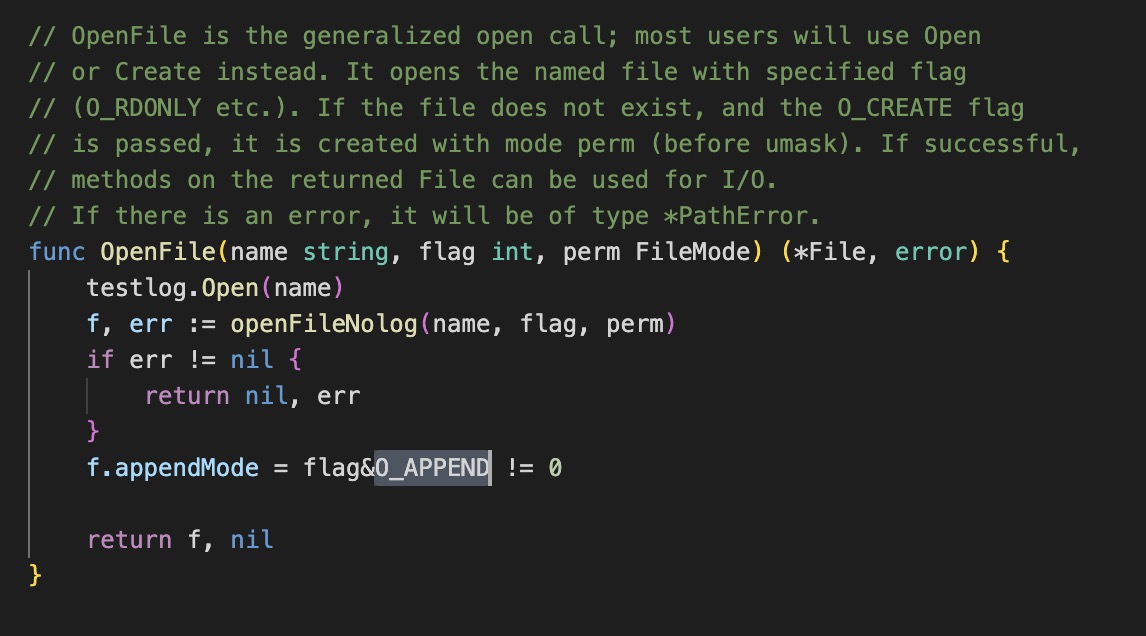 // OpenFile is the generalized open call; most users will use Open
// or Create instead. It opens the named file with specified flag
// (O_RDONLY etc.). If the file does not exist, and the O_CREATE flag
// is passed, it is created with mode perm (before umask). If successful,
// methods on the returned File can be used for I/O.
// If there is an error, it will be of type *PathError.
func OpenFile(name string, flag int, perm FileMode) (*File, error) {
    testlog.Open(name)
    f, err := openFileNolog(name, flag, perm)
    if err != nil {
        return nil, err
    }
    f.appendMode = flag&O_APPEND != 0

    return f, nil
}